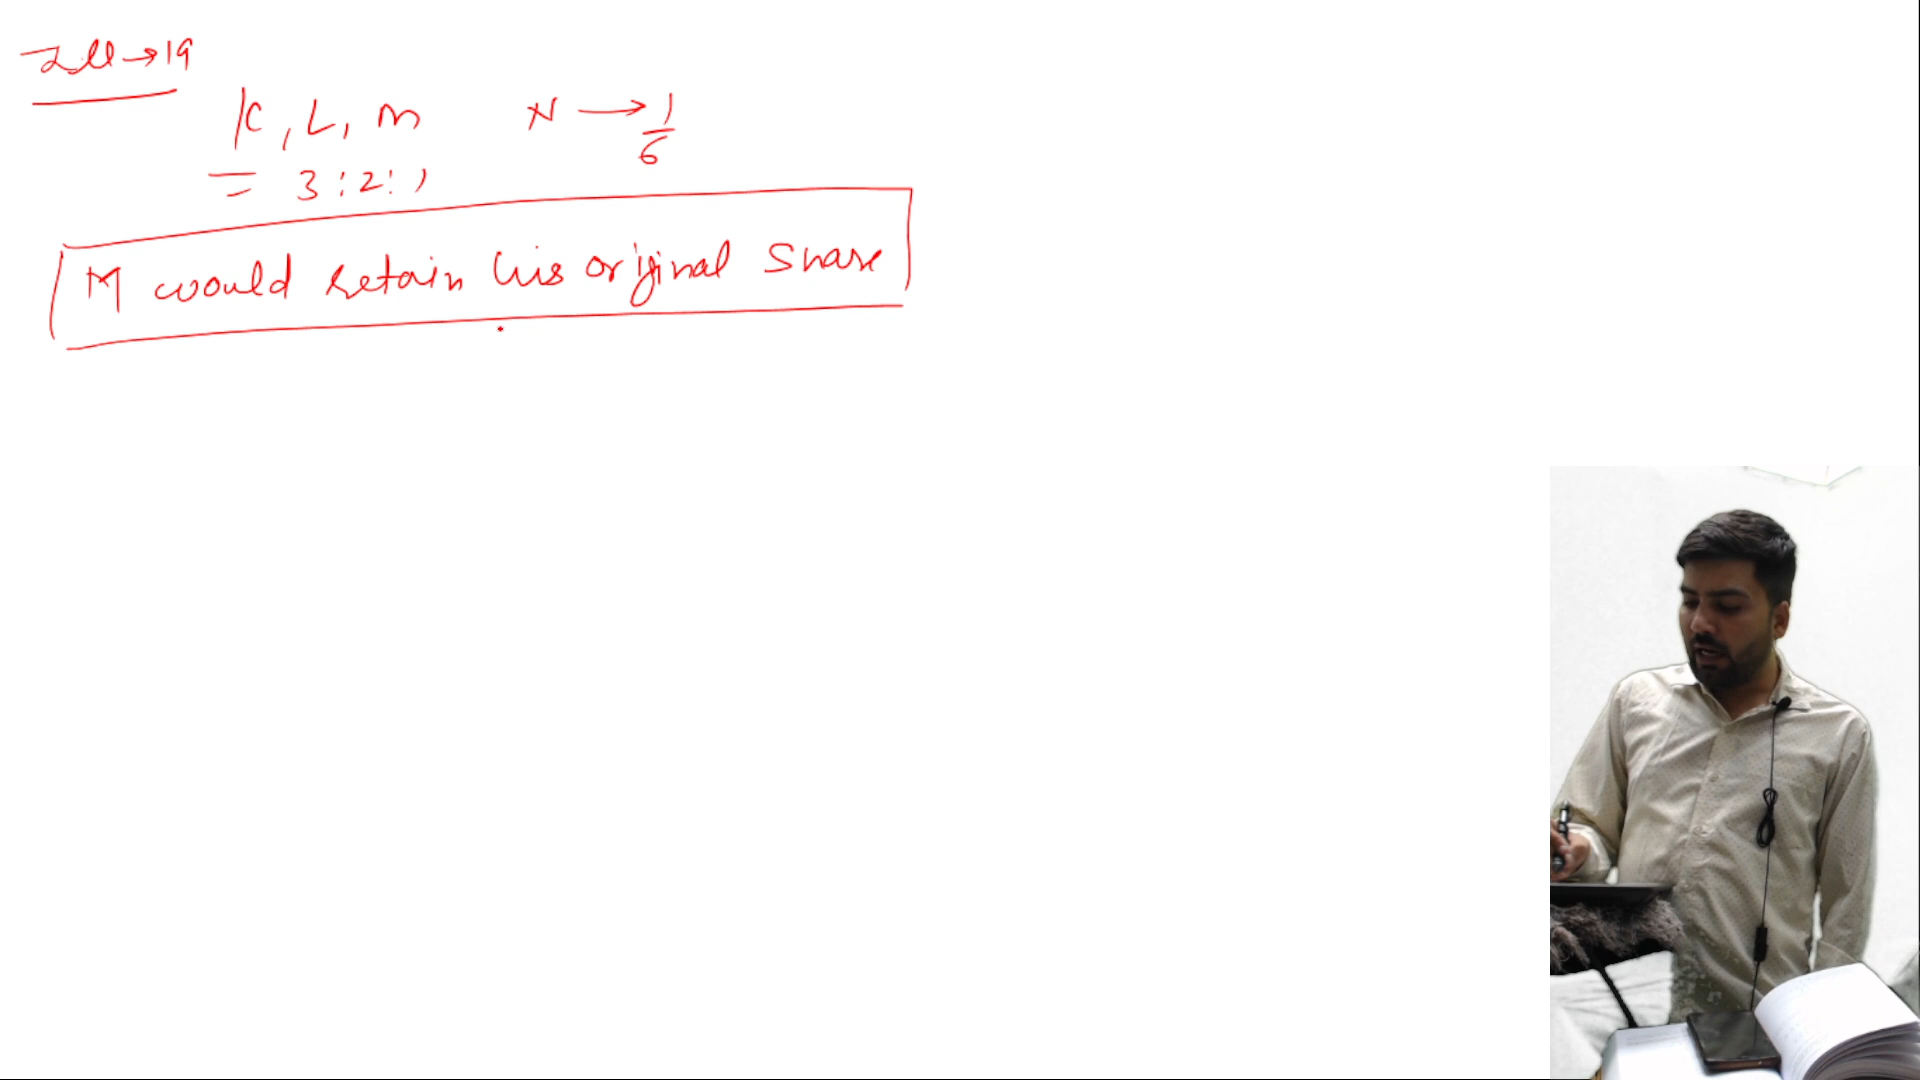 Ill → 19
K, L, M N → 1/6
= 3:2:1
M would retain his original share